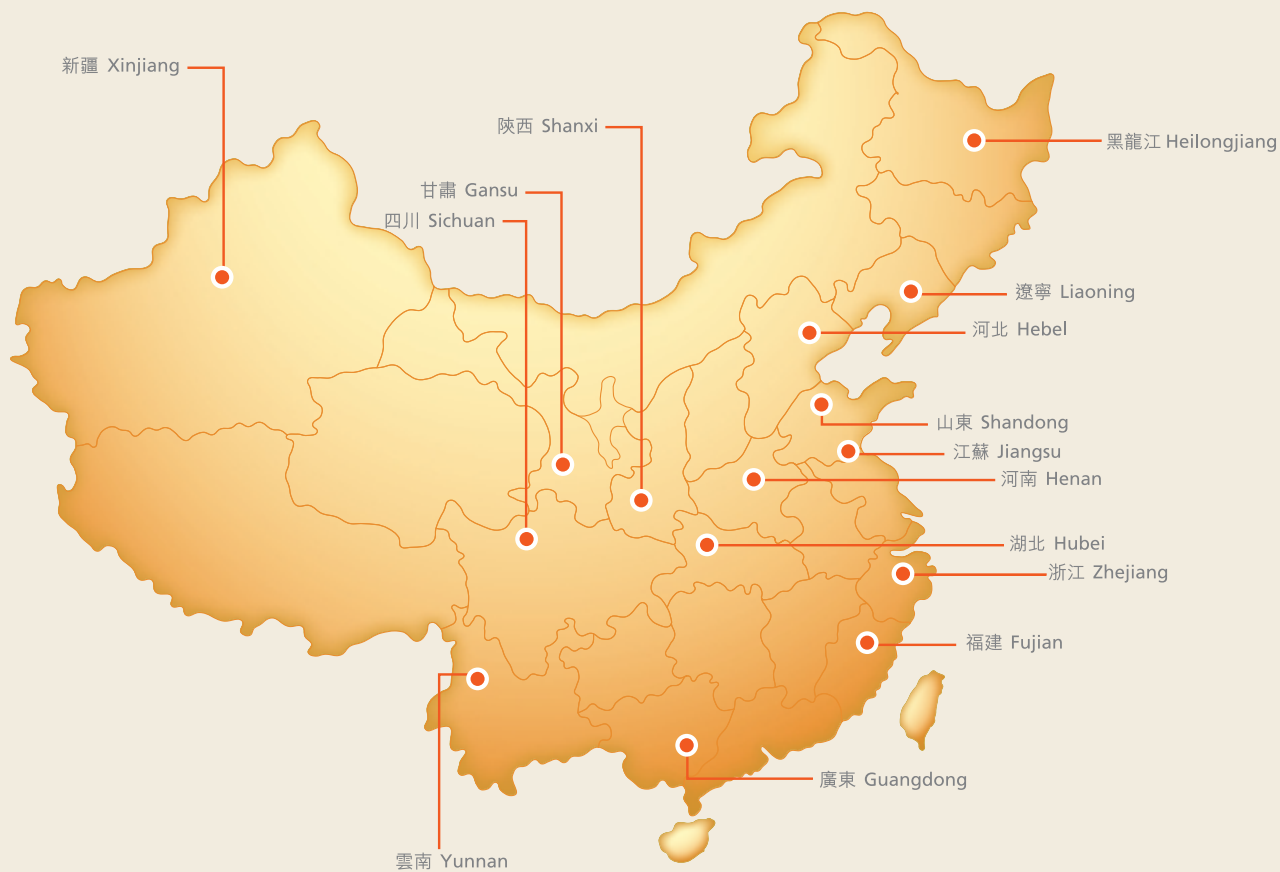 新疆 Xinjiang
陝西 Shanxi
黑龍江 Heilongjiang
甘肅 Gansu
四川 Sichuan
遼寧 Liaoning
河北 Hebel
山東 Shandong
江蘇 Jiangsu
河南 Henan
湖北 Hubei
浙江 Zhejiang
福建 Fujian
廣東 Guangdong
雲南 Yunnan